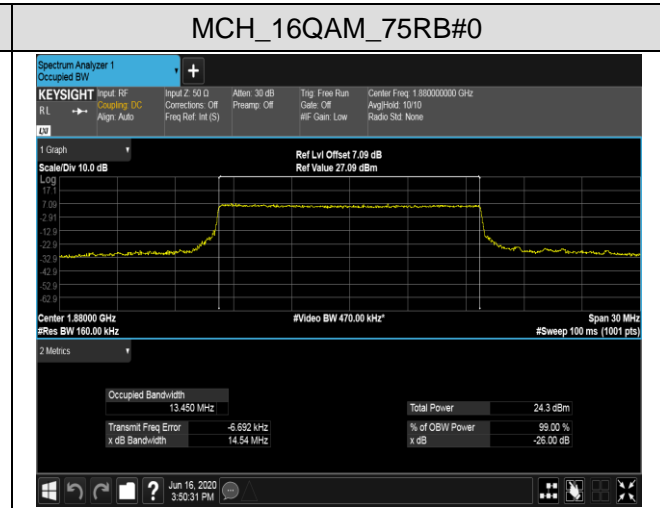 MCH_16QAM_75RB#0
Spectrum Analyzer 1
Occupied BW
KEYSIGHT
R L
Input: RF
Coupling: DC
Align: Auto
Input Z: 50 Ω
Corrections: Off
Freq Ref: Int (S)
Atten: 30 dB
Preamp: Off
Trig: Free Run
Gate: Off
#IF Gain: Low
Center Freq: 1.880000000 GHz
Avg|Hold: 10/10
Radio Std: None
1 Graph
Scale/Div 10.0 dB
Ref Lvl Offset 7.09 dB
Ref Value 27.09 dBm
Log
17.1
7.09
-2.91
-12.9
-22.9
-32.9
-42.9
-52.9
-62.9
Center 1.88000 GHz
#Res BW 160.00 kHz
#Video BW 470.00 kHz*
Span 30 MHz
#Sweep 100 ms (1001 pts)
2 Metrics
Occupied Bandwidth
13.450 MHz
Total Power 24.3 dBm
Transmit Freq Error -6.692 kHz
% of OBW Power 99.00 %
x dB Bandwidth 14.54 MHz
x dB -26.00 dB
?
Jun 16, 2020
3:50:31 PM